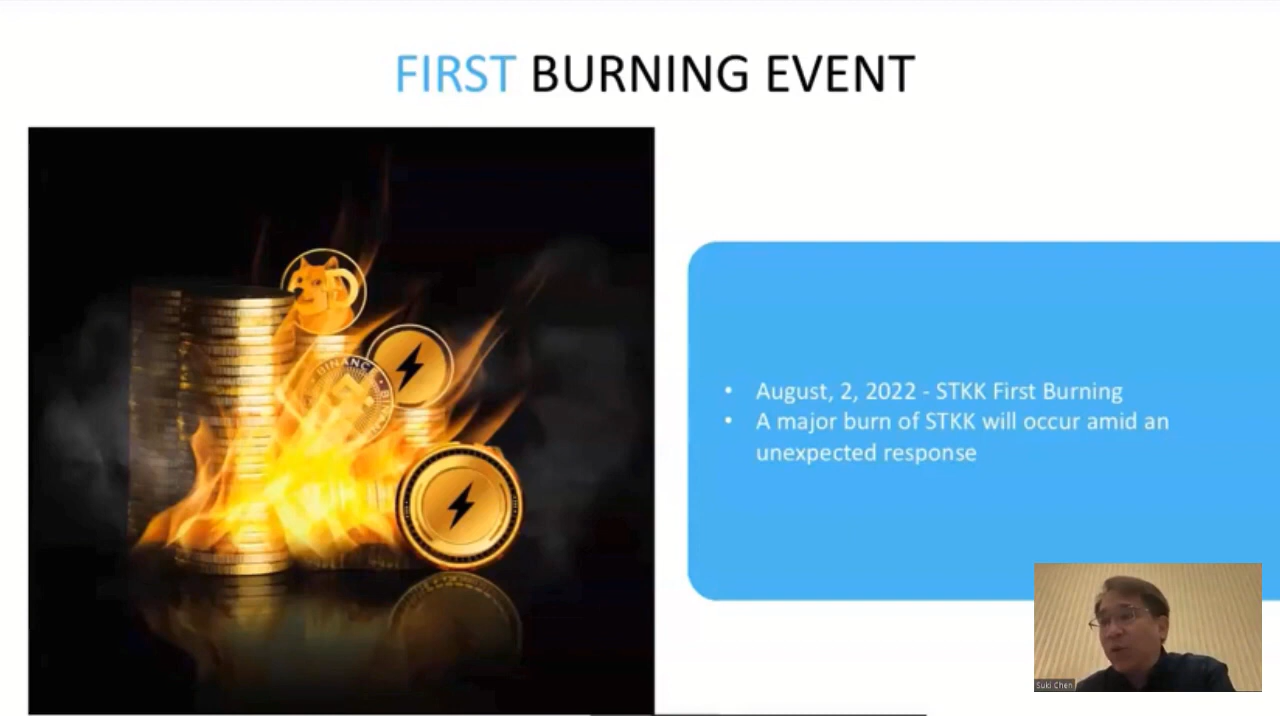 FIRST BURNING EVENT
BINANC
• August, 2, 2022 - STKK First Burning
• A major burn of STKK will occur amid an
unexpected response
Suki Chen